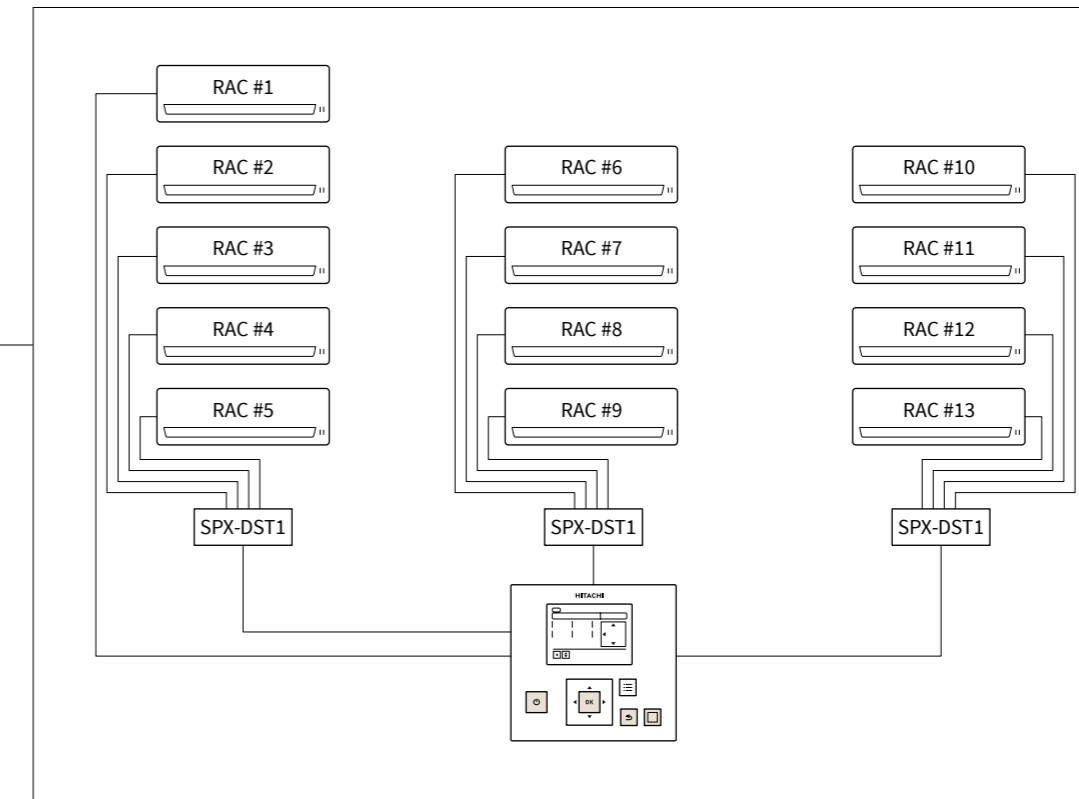 RAC #1
RAC #2
RAC #3
RAC #4
RAC #5
SPX-DST1
RAC #6
RAC #7
RAC #8
RAC #9
SPX-DST1
RAC #10
RAC #11
RAC #12
RAC #13
SPX-DST1
HITACHI
OK